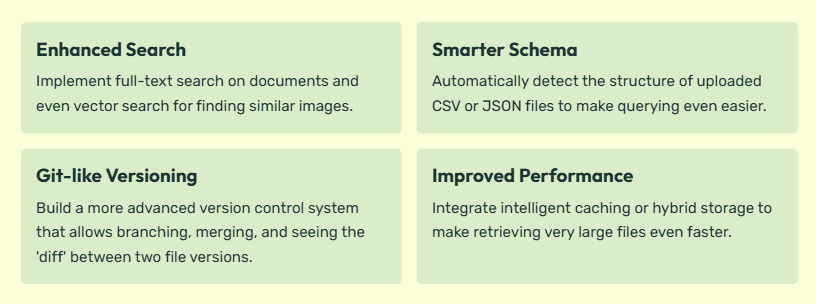 Enhanced Search
Implement full-text search on documents and
even vector search for finding similar images.
Smarter Schema
Automatically detect the structure of uploaded
CSV or JSON files to make querying even easier.
Git-like Versioning
Build a more advanced version control system
that allows branching, merging, and seeing the
'diff' between two file versions.
Improved Performance
Integrate intelligent caching or hybrid storage to
make retrieving very large files even faster.